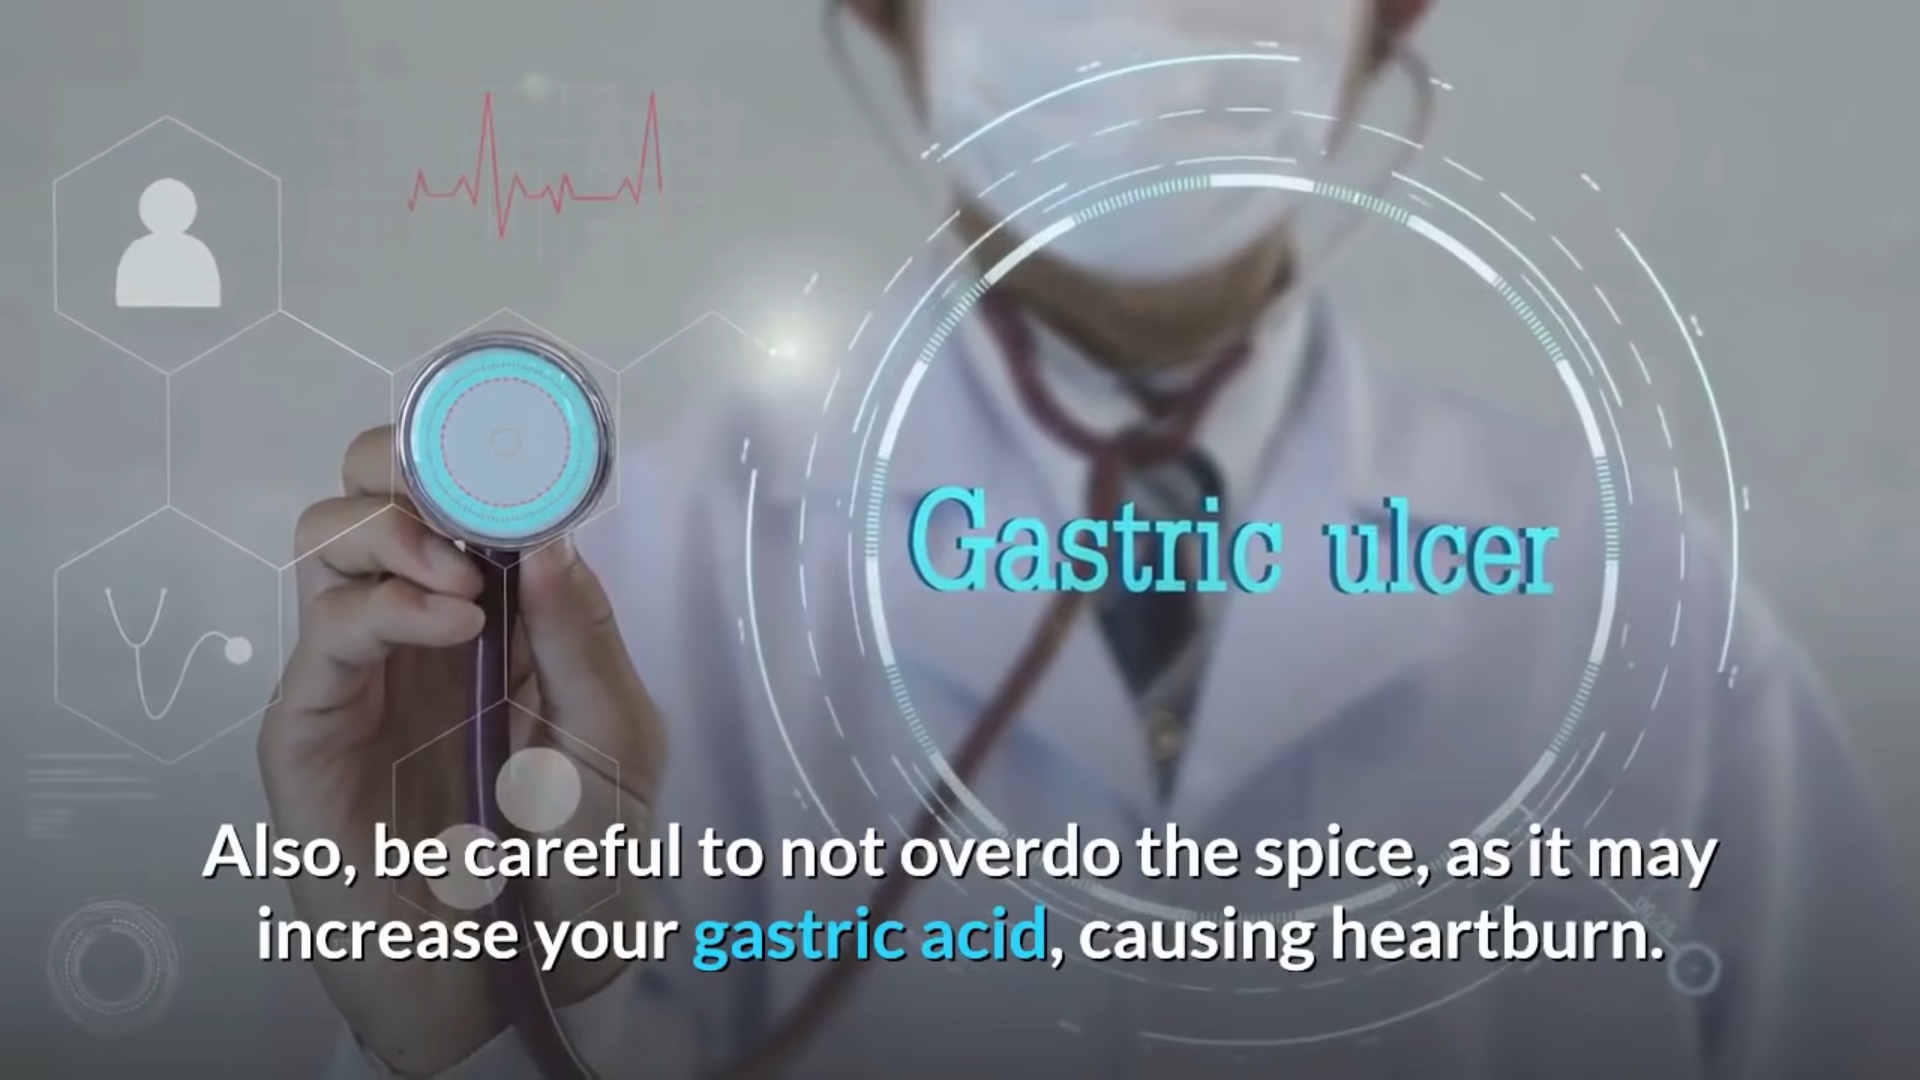 Gastric ulcer
Also, be careful to not overdo the spice, as it may
increase your gastric acid, causing heartburn.